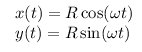 x(t) = R cos(ωt)
y(t) = R sin(ωt)